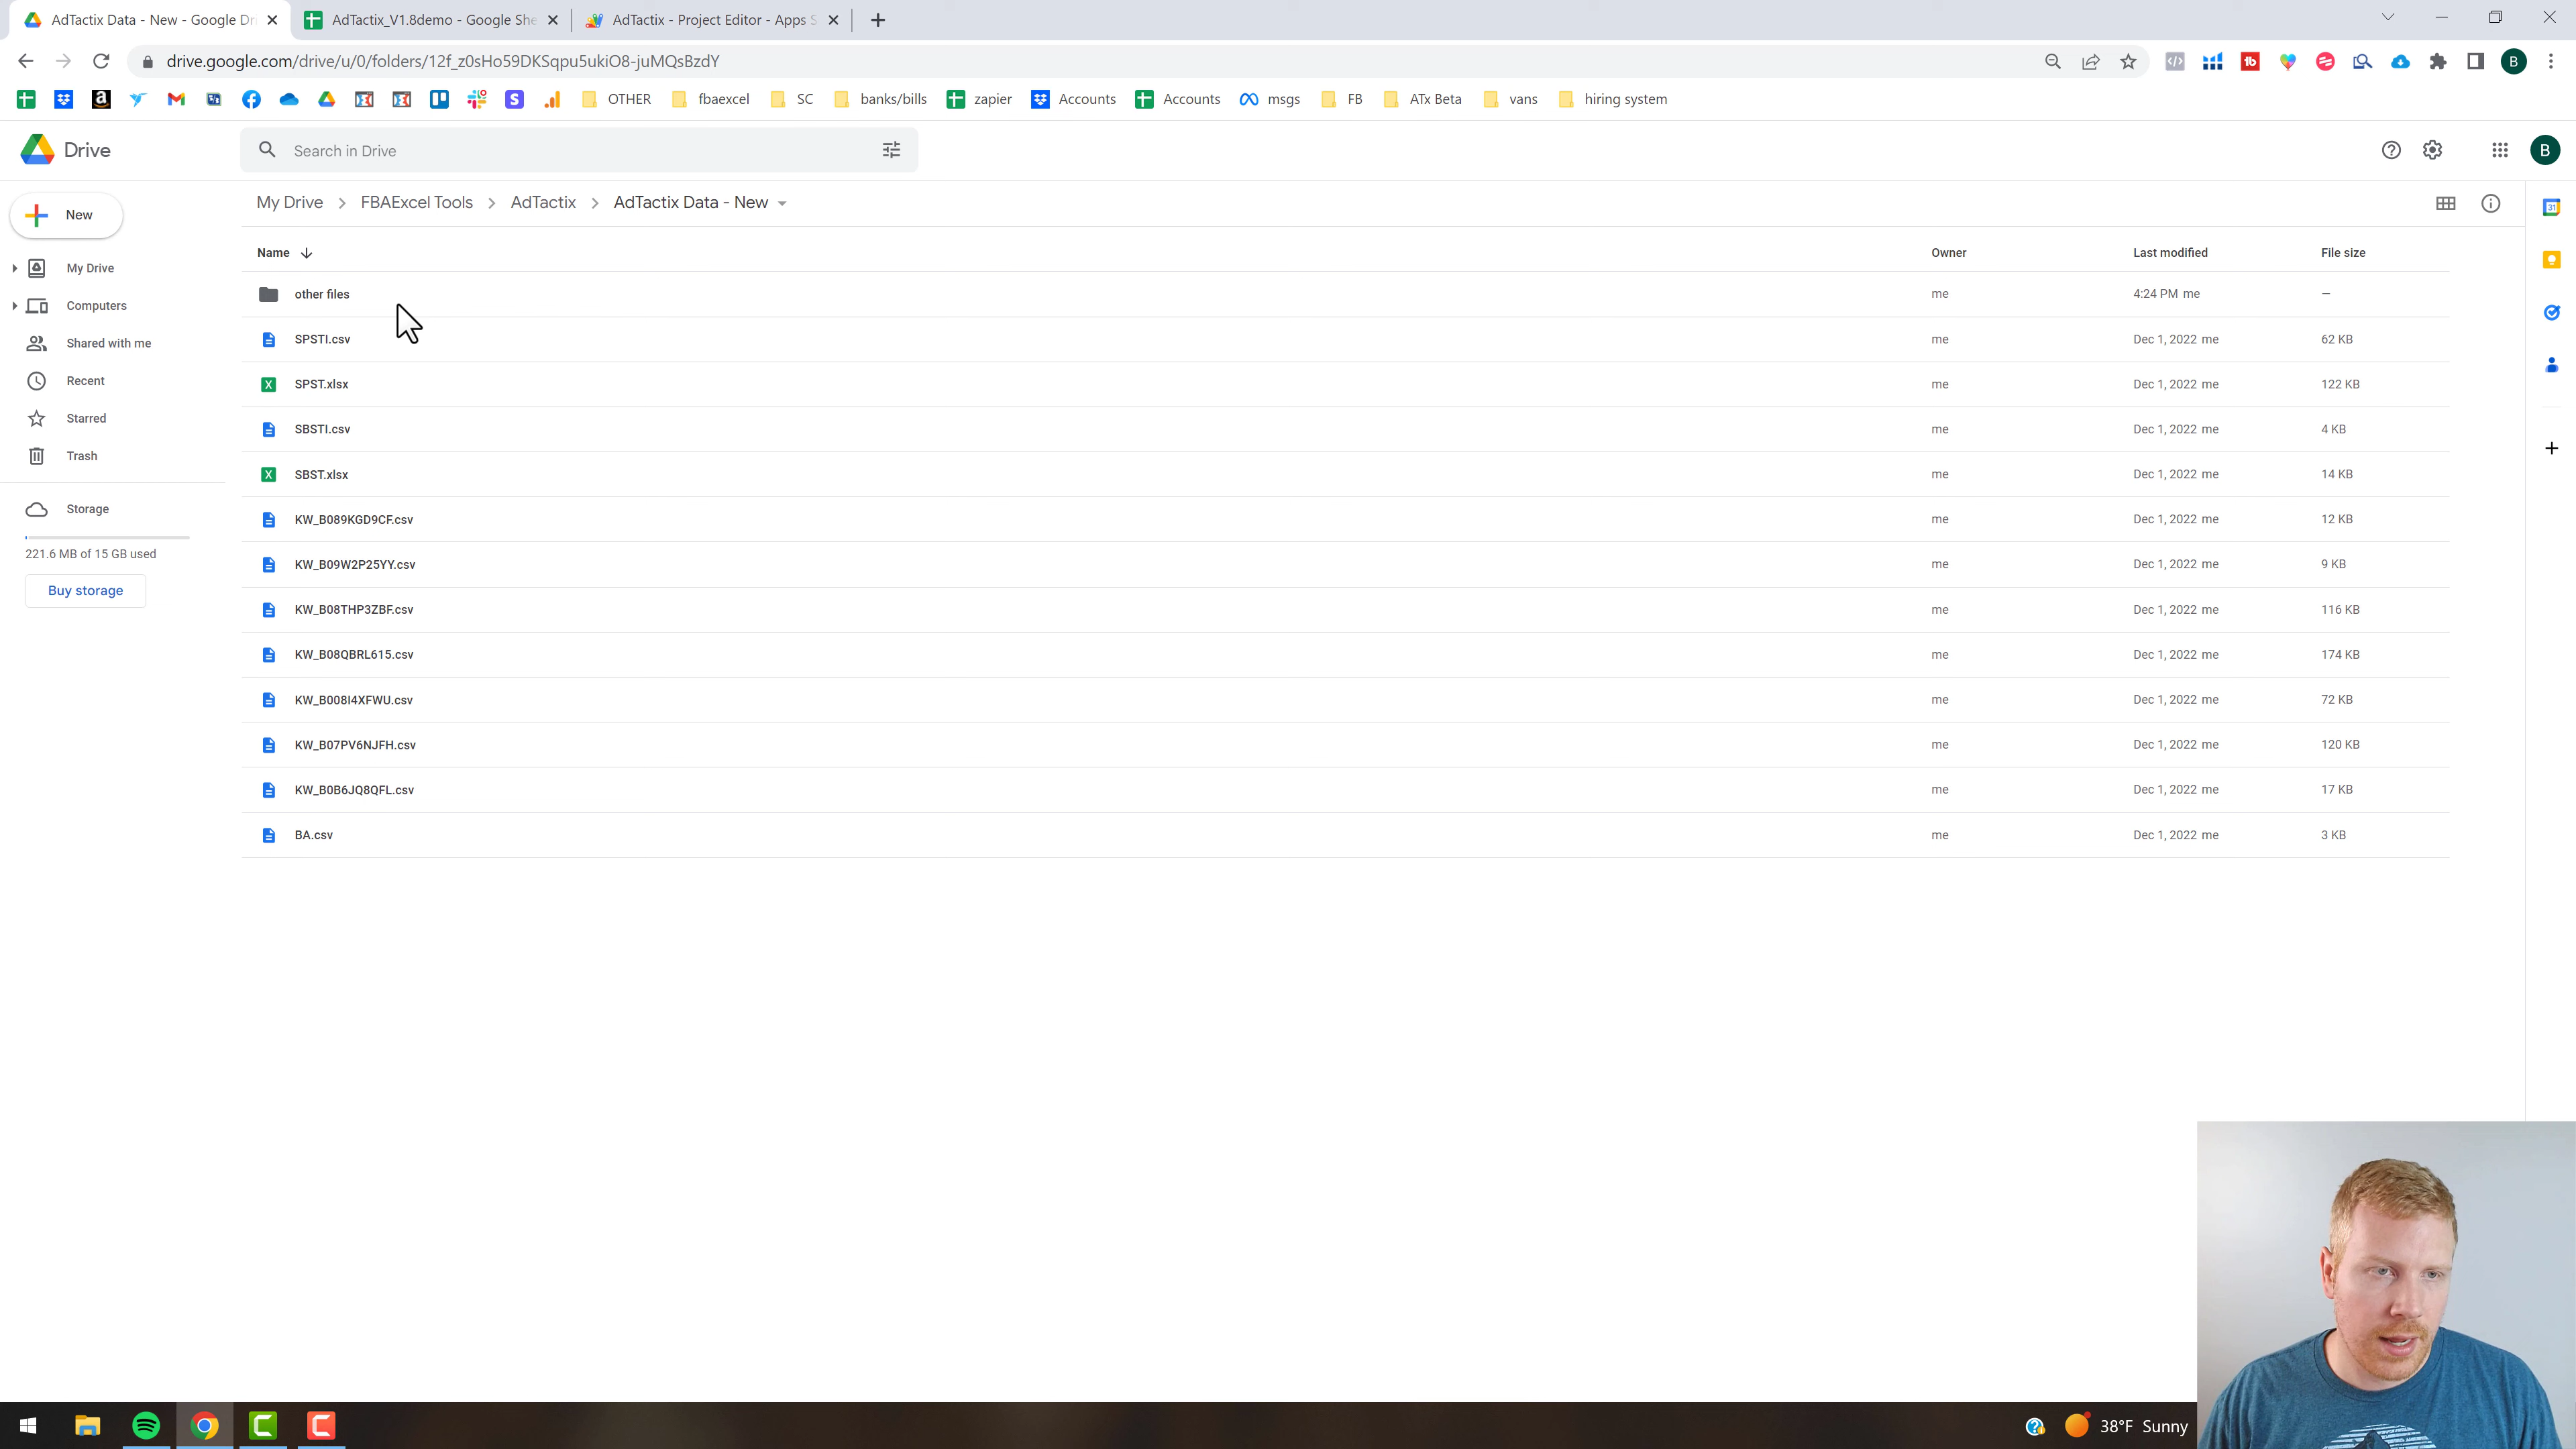 AdTactix Data - New - Google Dri
AdTactix_V1.8demo - Google She
AdTactix - Project Editor - Apps S
drive.google.com/drive/u/0/folders/12f_z0sHo59DKSqpu5ukiO8-juMQsBzdY
B
OTHER
fbaexcel
SC
banks/bills
zapier
Accounts
Accounts
msgs
FB
ATx Beta
vans
hiring system
Drive
Search in Drive
B
New
My Drive
Computers
Shared with me
Recent
Starred
Trash
Storage
221.6 MB of 15 GB used
Buy storage
My Drive > FBAExcel Tools > AdTactix > AdTactix Data - New
Name Owner Last modified File size
other files me 4:24 PM me —
SPSTI.csv me Dec 1, 2022 me 62 KB
SPST.xlsx me Dec 1, 2022 me 122 KB
SBSTI.csv me Dec 1, 2022 me 4 KB
SBST.xlsx me Dec 1, 2022 me 14 KB
KW_B089KGD9CF.csv me Dec 1, 2022 me 12 KB
KW_B09W2P25YY.csv me Dec 1, 2022 me 9 KB
KW_B08THP3ZBF.csv me Dec 1, 2022 me 116 KB
KW_B08QBRL615.csv me Dec 1, 2022 me 174 KB
KW_B008I4XFWU.csv me Dec 1, 2022 me 72 KB
KW_B07PV6NJFH.csv me Dec 1, 2022 me 120 KB
KW_B0B6JQ8QFL.csv me Dec 1, 2022 me 17 KB
BA.csv me Dec 1, 2022 me 3 KB
31
38°F Sunny